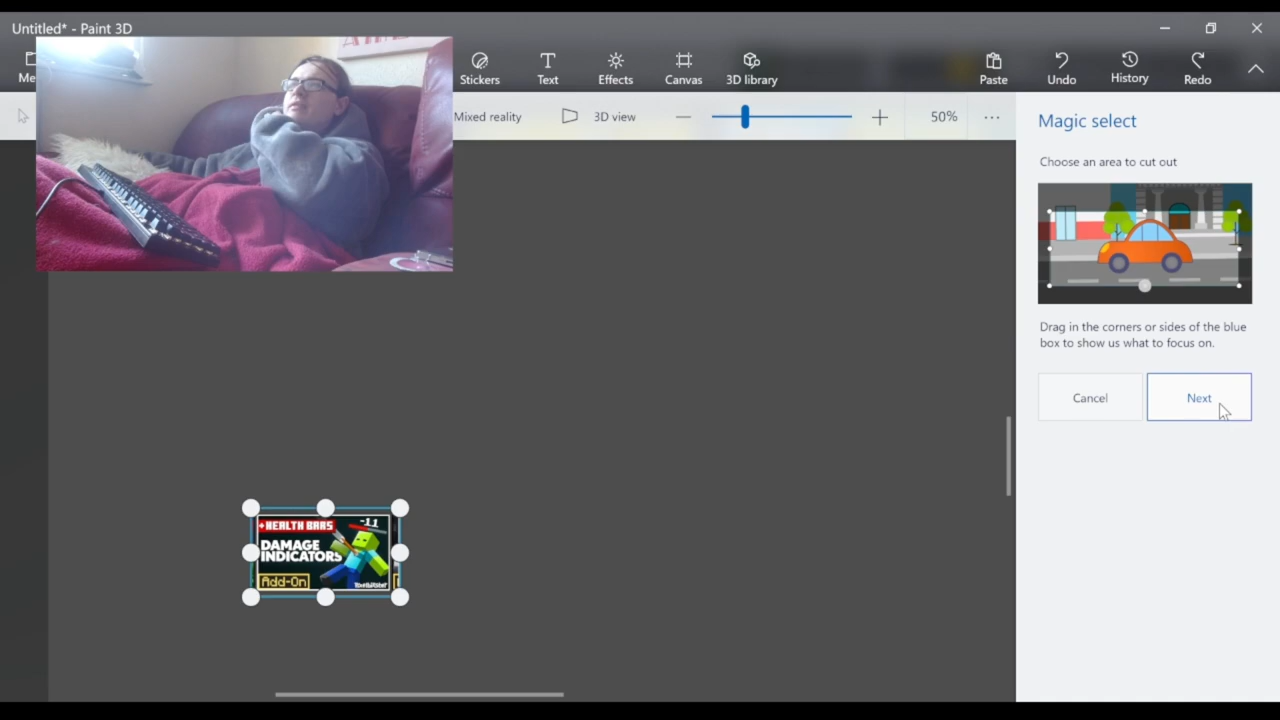 Untitled* - Paint 3D
Me
Stickers
Text
Effects
Canvas
3D library
Paste
Undo
History
Redo
Mixed reality
3D view
50%
Magic select
Choose an area to cut out
Drag in the corners or sides of the blue
box to show us what to focus on.
Cancel
Next
+HEALTH BARS
-11
DAMAGE
INDICATORS
Add-On